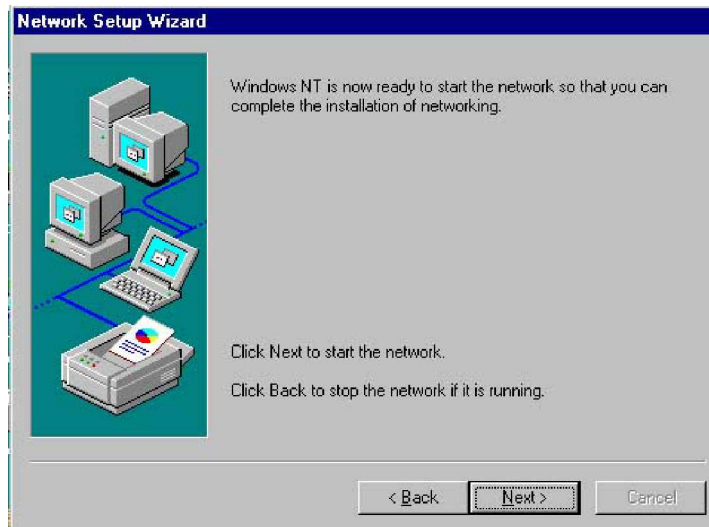 Network Setup Wizard
Windows NT is now ready to start the network so that you can
complete the installation of networking.
Click Next to start the network.
Click Back to stop the network if it is running.
< Back
Next >
Cancel